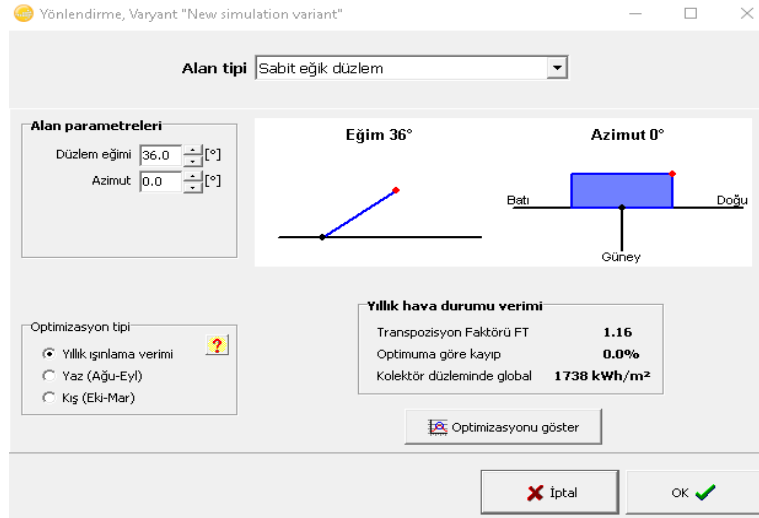 Yönlendirme, Varyant "New simulation variant"
Alan tipi Sabit eğik düzlem
Alan parametreleri
Düzlem eğimi 36.0 [°]
Azimut 0.0 [°]
Eğim 36°
Azimut 0°
Batı
Doğu
Güney
Optimizasyon tipi
?
Yıllık ışınlama verimi
Yaz (Ağu-Eyl)
Kış (Eki-Mar)
Yıllık hava durumu verimi
Transpozisyon Faktörü FT 1.16
Optimuma göre kayıp 0.0%
Kolektör düzleminde global 1738 kWh/m²
Optimizasyonu göster
İptal
OK